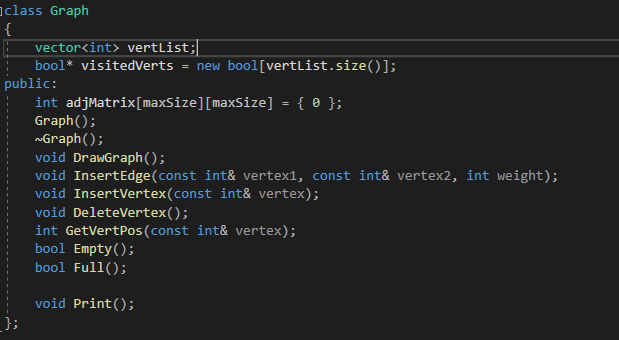 class Graph
{
    vector<int> vertList;
    bool* visitedVerts = new bool[vertList.size()];
public:
    int adjMatrix[maxSize][maxSize] = { 0 };
    Graph();
    ~Graph();
    void DrawGraph();
    void InsertEdge(const int& vertex1, const int& vertex2, int weight);
    void InsertVertex(const int& vertex);
    void DeleteVertex();
    int GetVertPos(const int& vertex);
    bool Empty();
    bool Full();

    void Print();
};